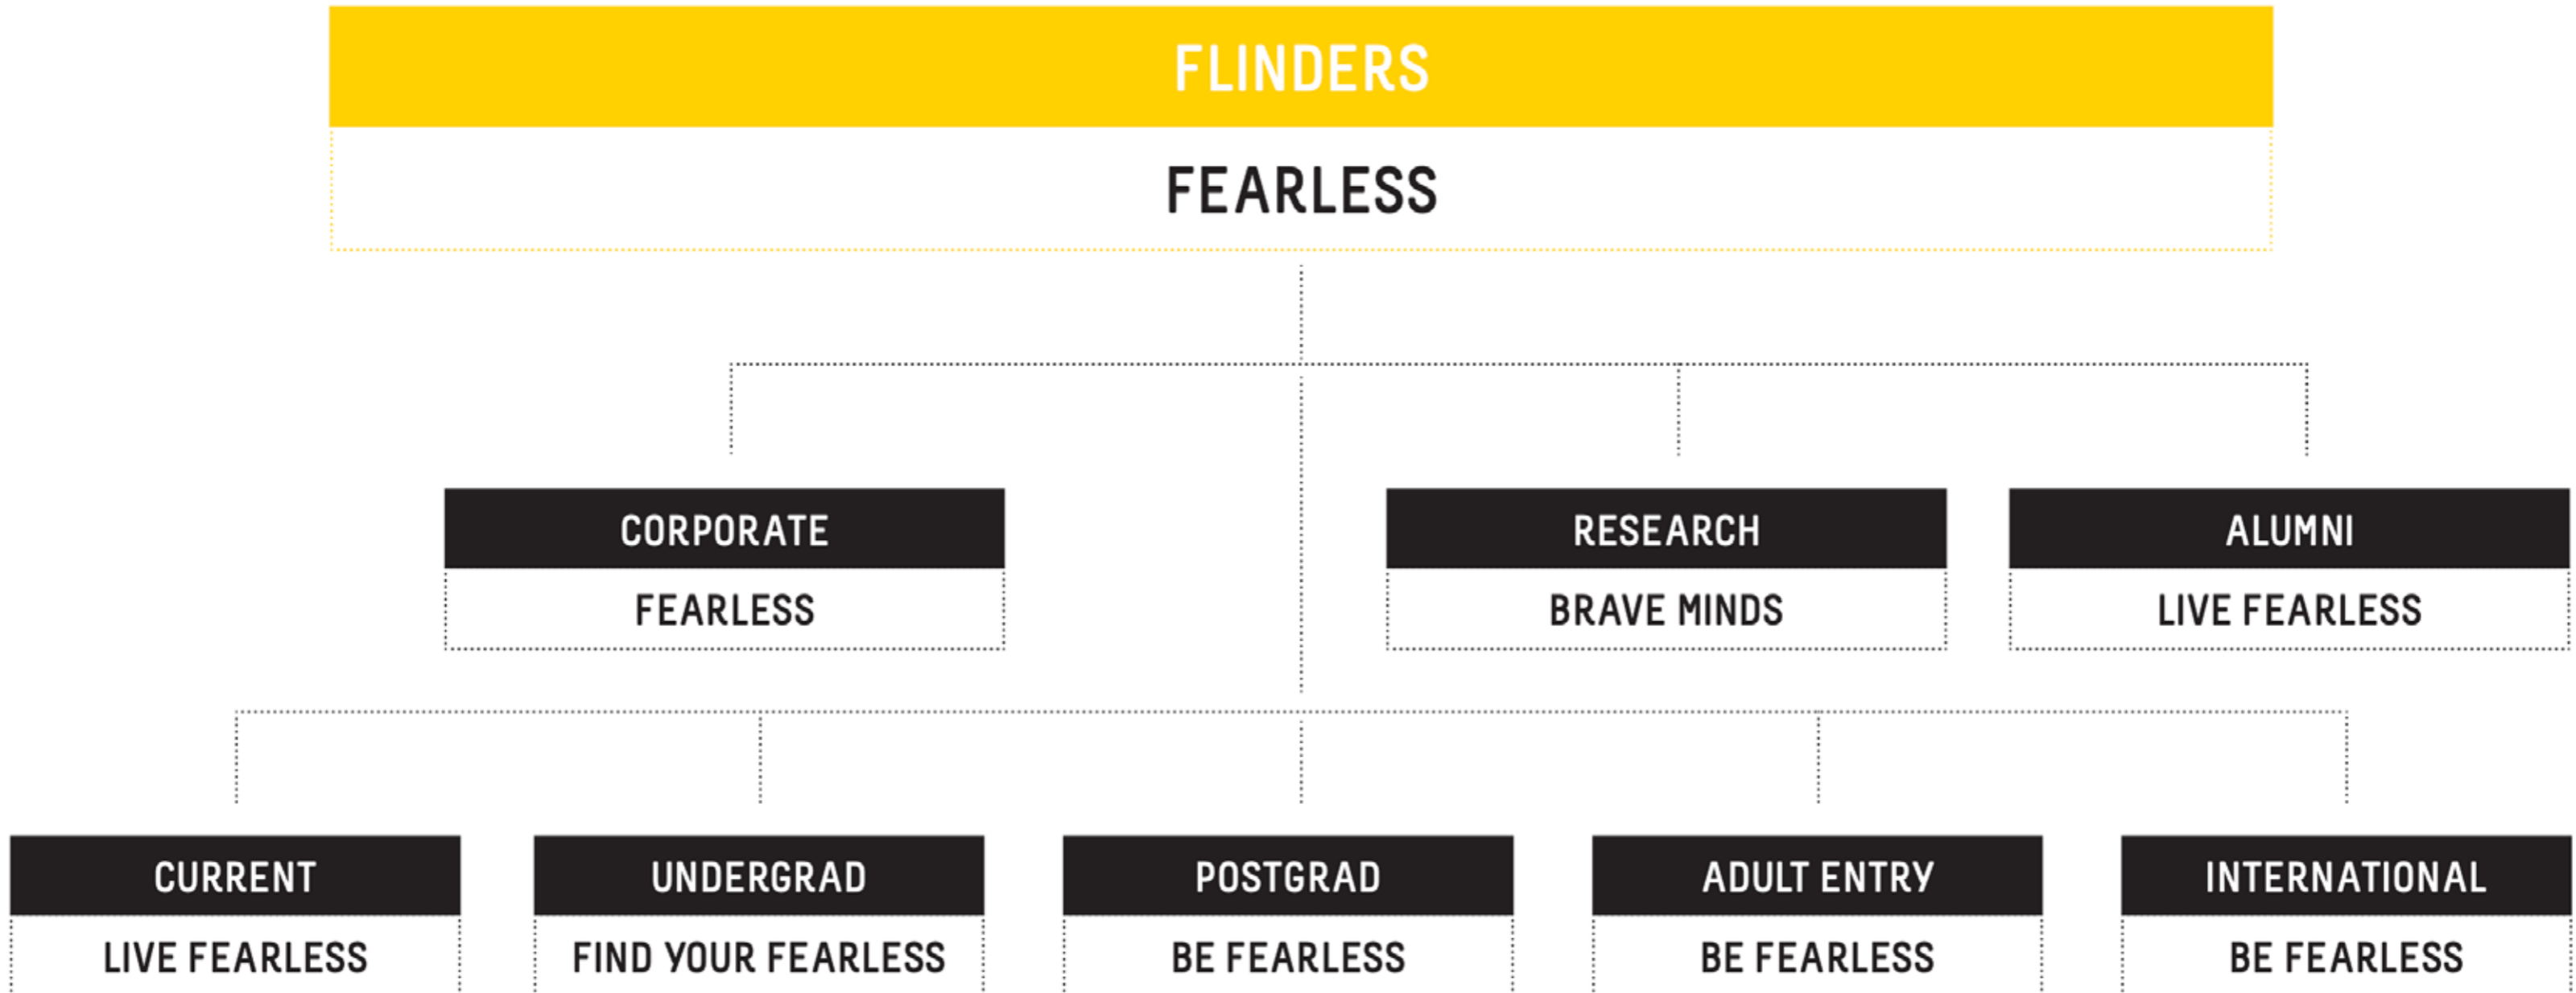 FLINDERS
FEARLESS
CORPORATE
FEARLESS
RESEARCH
BRAVE MINDS
ALUMNI
LIVE FEARLESS
CURRENT
LIVE FEARLESS
UNDERGRAD
FIND YOUR FEARLESS
POSTGRAD
BE FEARLESS
ADULT ENTRY
BE FEARLESS
INTERNATIONAL
BE FEARLESS